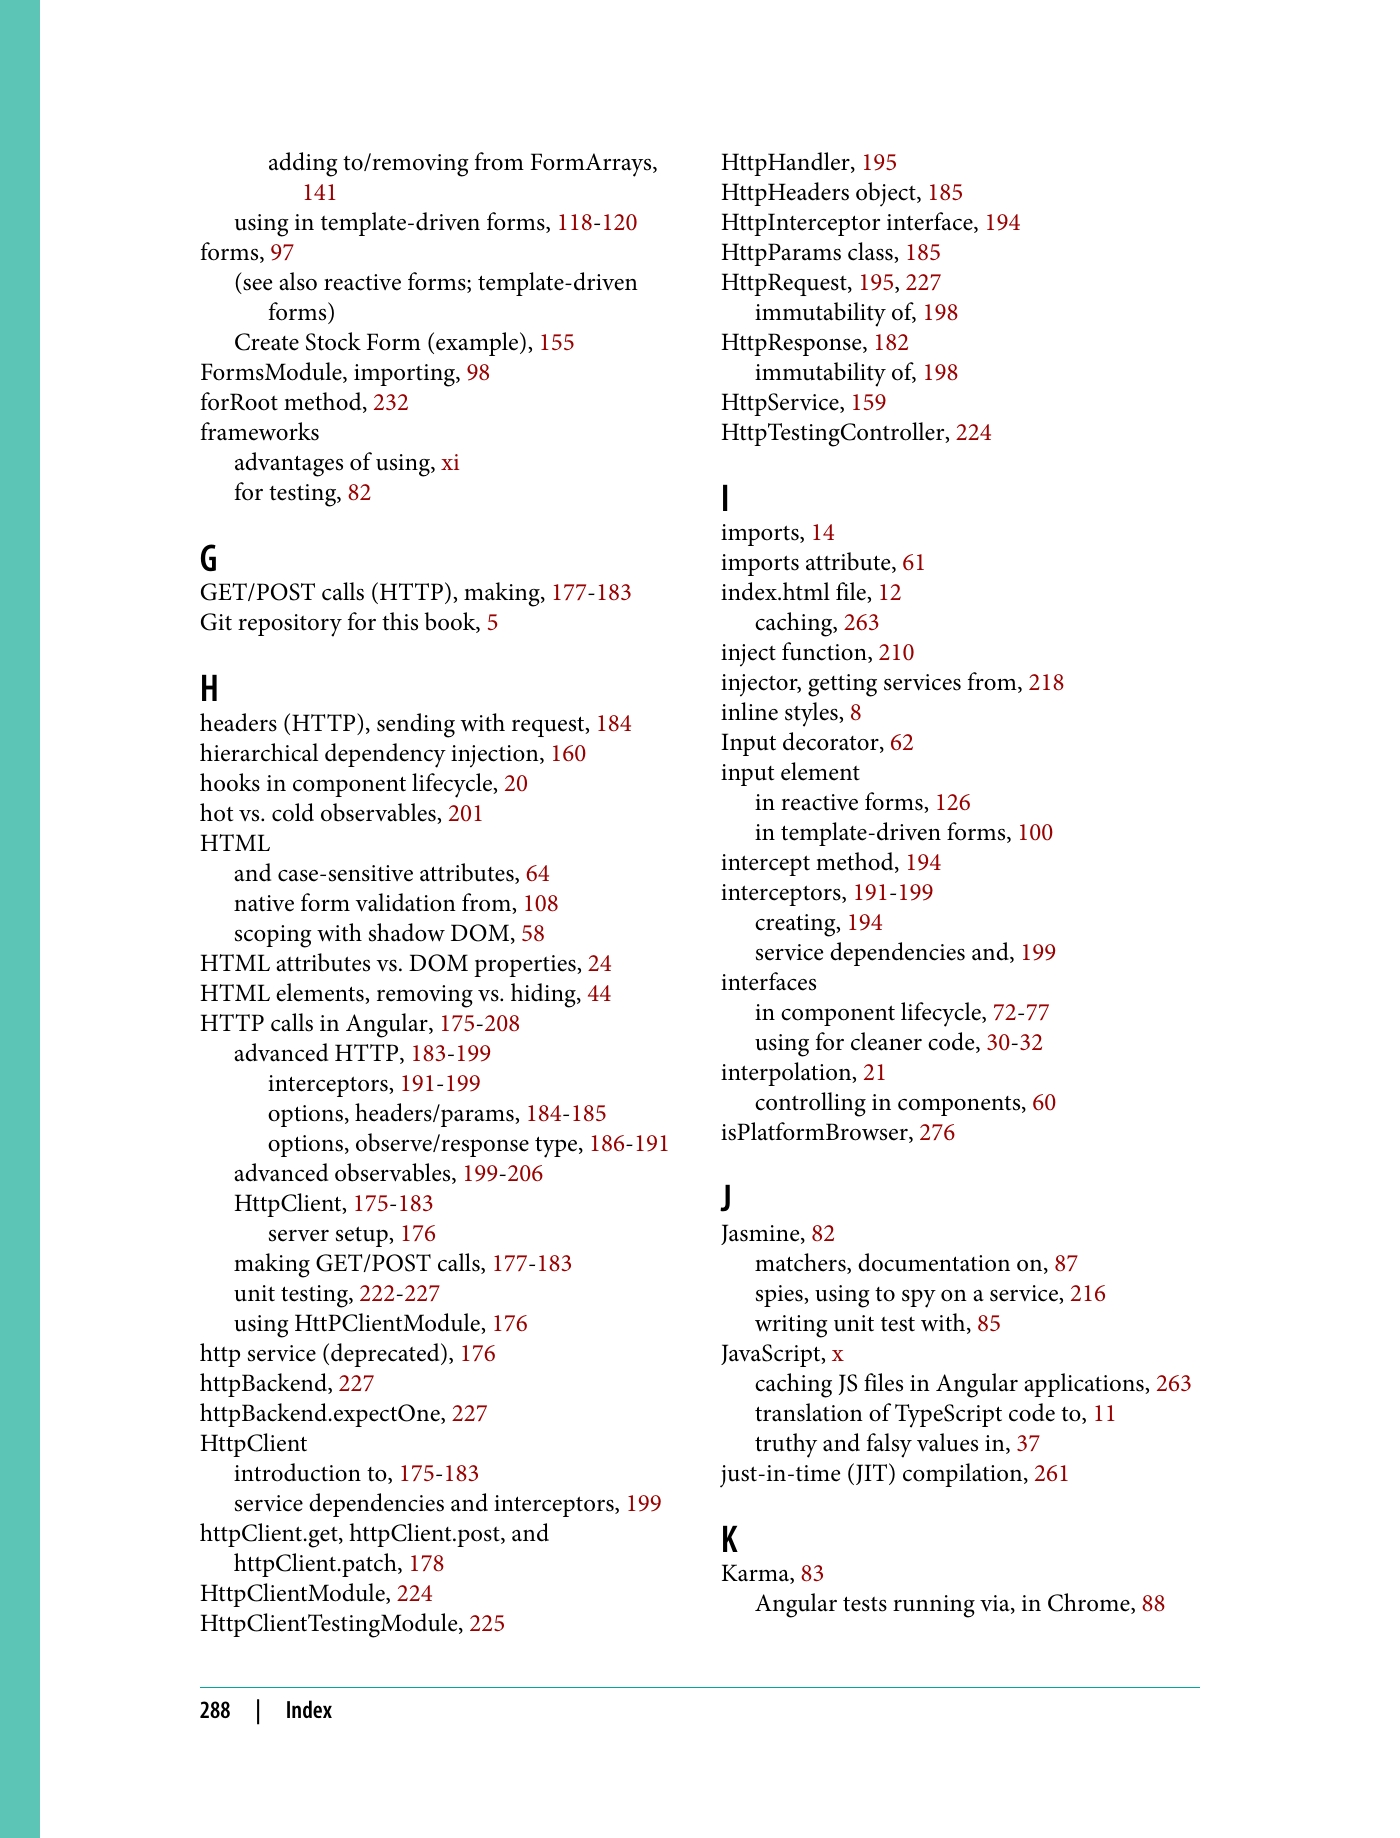 adding to/removing from FormArrays,
141
using in template-driven forms, 118-120
forms, 97
(see also reactive forms; template-driven
forms)
Create Stock Form (example), 155
FormsModule, importing, 98
forRoot method, 232
frameworks
advantages of using, xi
for testing, 82
G
GET/POST calls (HTTP), making, 177-183
Git repository for this book, 5
H
headers (HTTP), sending with request, 184
hierarchical dependency injection, 160
hooks in component lifecycle, 20
hot vs. cold observables, 201
HTML
and case-sensitive attributes, 64
native form validation from, 108
scoping with shadow DOM, 58
HTML attributes vs. DOM properties, 24
HTML elements, removing vs. hiding, 44
HTTP calls in Angular, 175-208
advanced HTTP, 183-199
interceptors, 191-199
options, headers/params, 184-185
options, observe/response type, 186-191
advanced observables, 199-206
HttpClient, 175-183
server setup, 176
making GET/POST calls, 177-183
unit testing, 222-227
using HttPClientModule, 176
http service (deprecated), 176
httpBackend, 227
httpBackend.expectOne, 227
HttpClient
introduction to, 175-183
service dependencies and interceptors, 199
httpClient.get, httpClient.post, and
httpClient.patch, 178
HttpClientModule, 224
HttpClientTestingModule, 225
HttpHandler, 195
HttpHeaders object, 185
HttpInterceptor interface, 194
HttpParams class, 185
HttpRequest, 195, 227
immutability of, 198
HttpResponse, 182
immutability of, 198
HttpService, 159
HttpTestingController, 224
I
imports, 14
imports attribute, 61
index.html file, 12
caching, 263
inject function, 210
injector, getting services from, 218
inline styles, 8
Input decorator, 62
input element
in reactive forms, 126
in template-driven forms, 100
intercept method, 194
interceptors, 191-199
creating, 194
service dependencies and, 199
interfaces
in component lifecycle, 72-77
using for cleaner code, 30-32
interpolation, 21
controlling in components, 60
isPlatformBrowser, 276
J
Jasmine, 82
matchers, documentation on, 87
spies, using to spy on a service, 216
writing unit test with, 85
JavaScript, x
caching JS files in Angular applications, 263
translation of TypeScript code to, 11
truthy and falsy values in, 37
just-in-time (JIT) compilation, 261
K
Karma, 83
Angular tests running via, in Chrome, 88
288 | Index